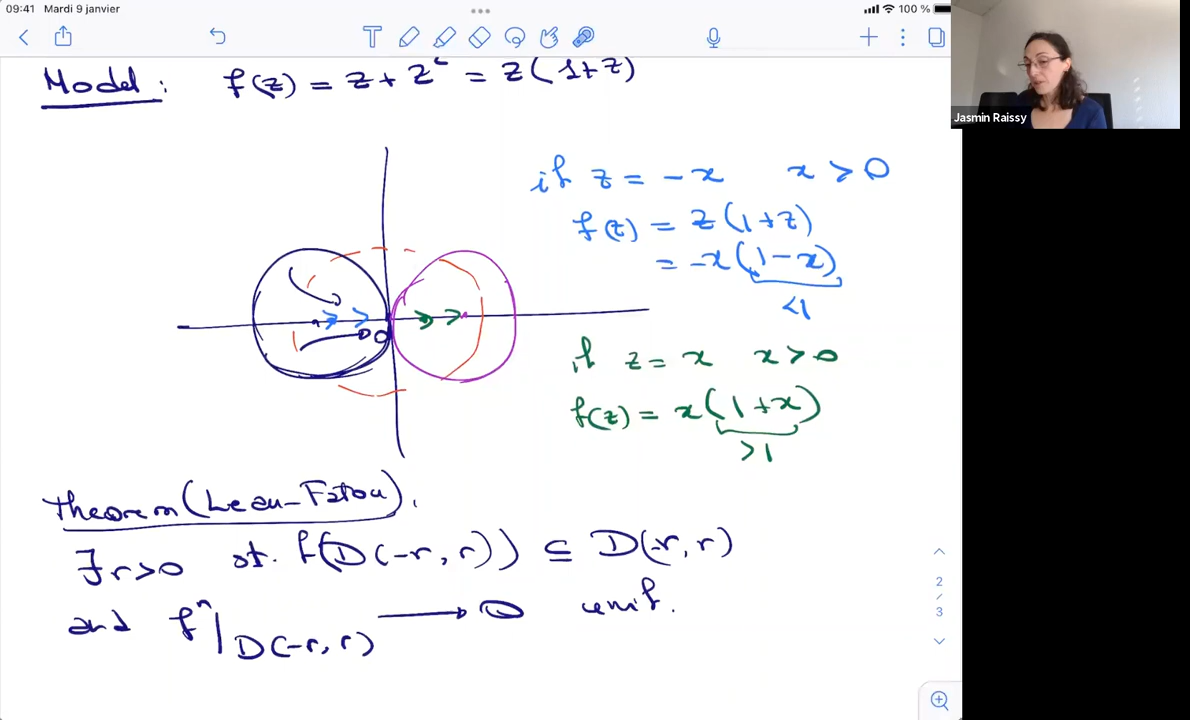 09:41 Mardi 9 janvier
100 %
Jasmin Raissy
Model : f(z) = z + z² = z(1+z)
if z = -x x > 0
f(z) = z(1+z)
= -x(1-x)
<1
0
if z = x x > 0
f(z) = x(1+x)
>1
Theorem (Leau-Fatou).
∃r>0 st. f(D(-r, r)) ⊆ D(-r, r)
and fⁿ|D(-r, r) → 0 unif.
2
/
3